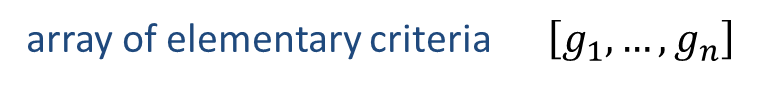 array of elementary criteria [g₁, ..., gₙ]